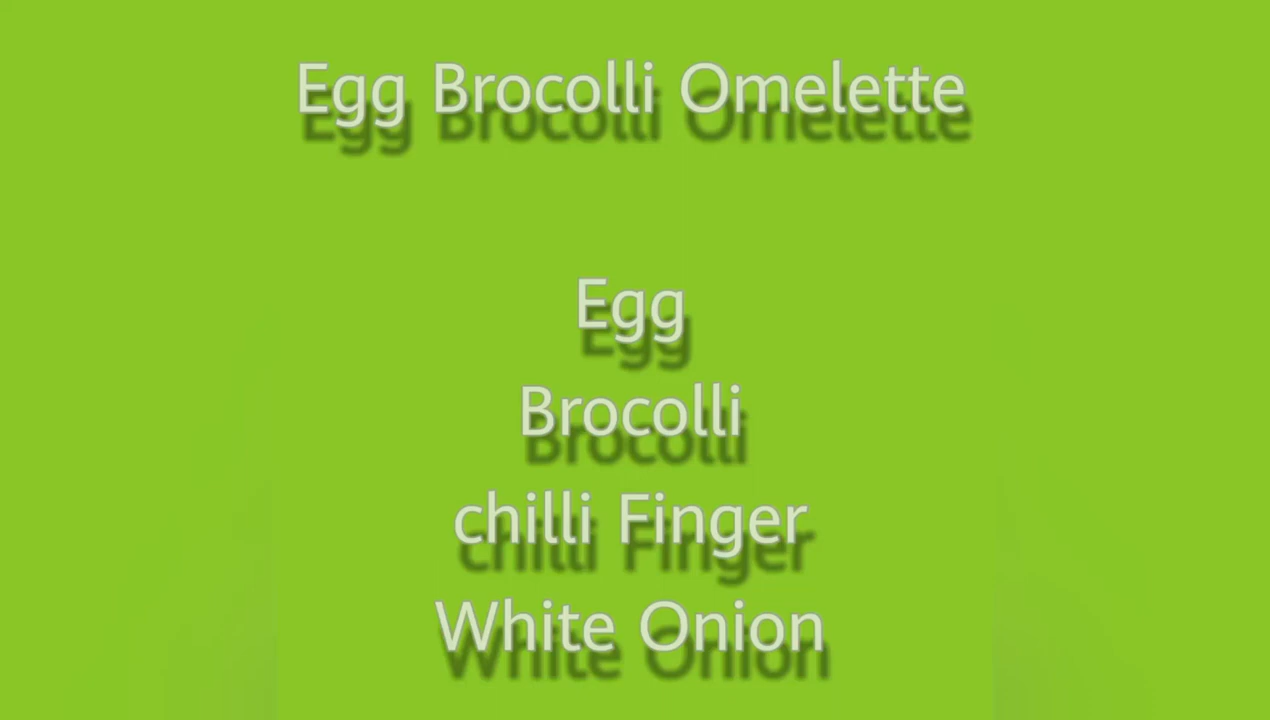 Egg Brocolli Omelette
Egg
Brocolli
chilli Finger
White Onion